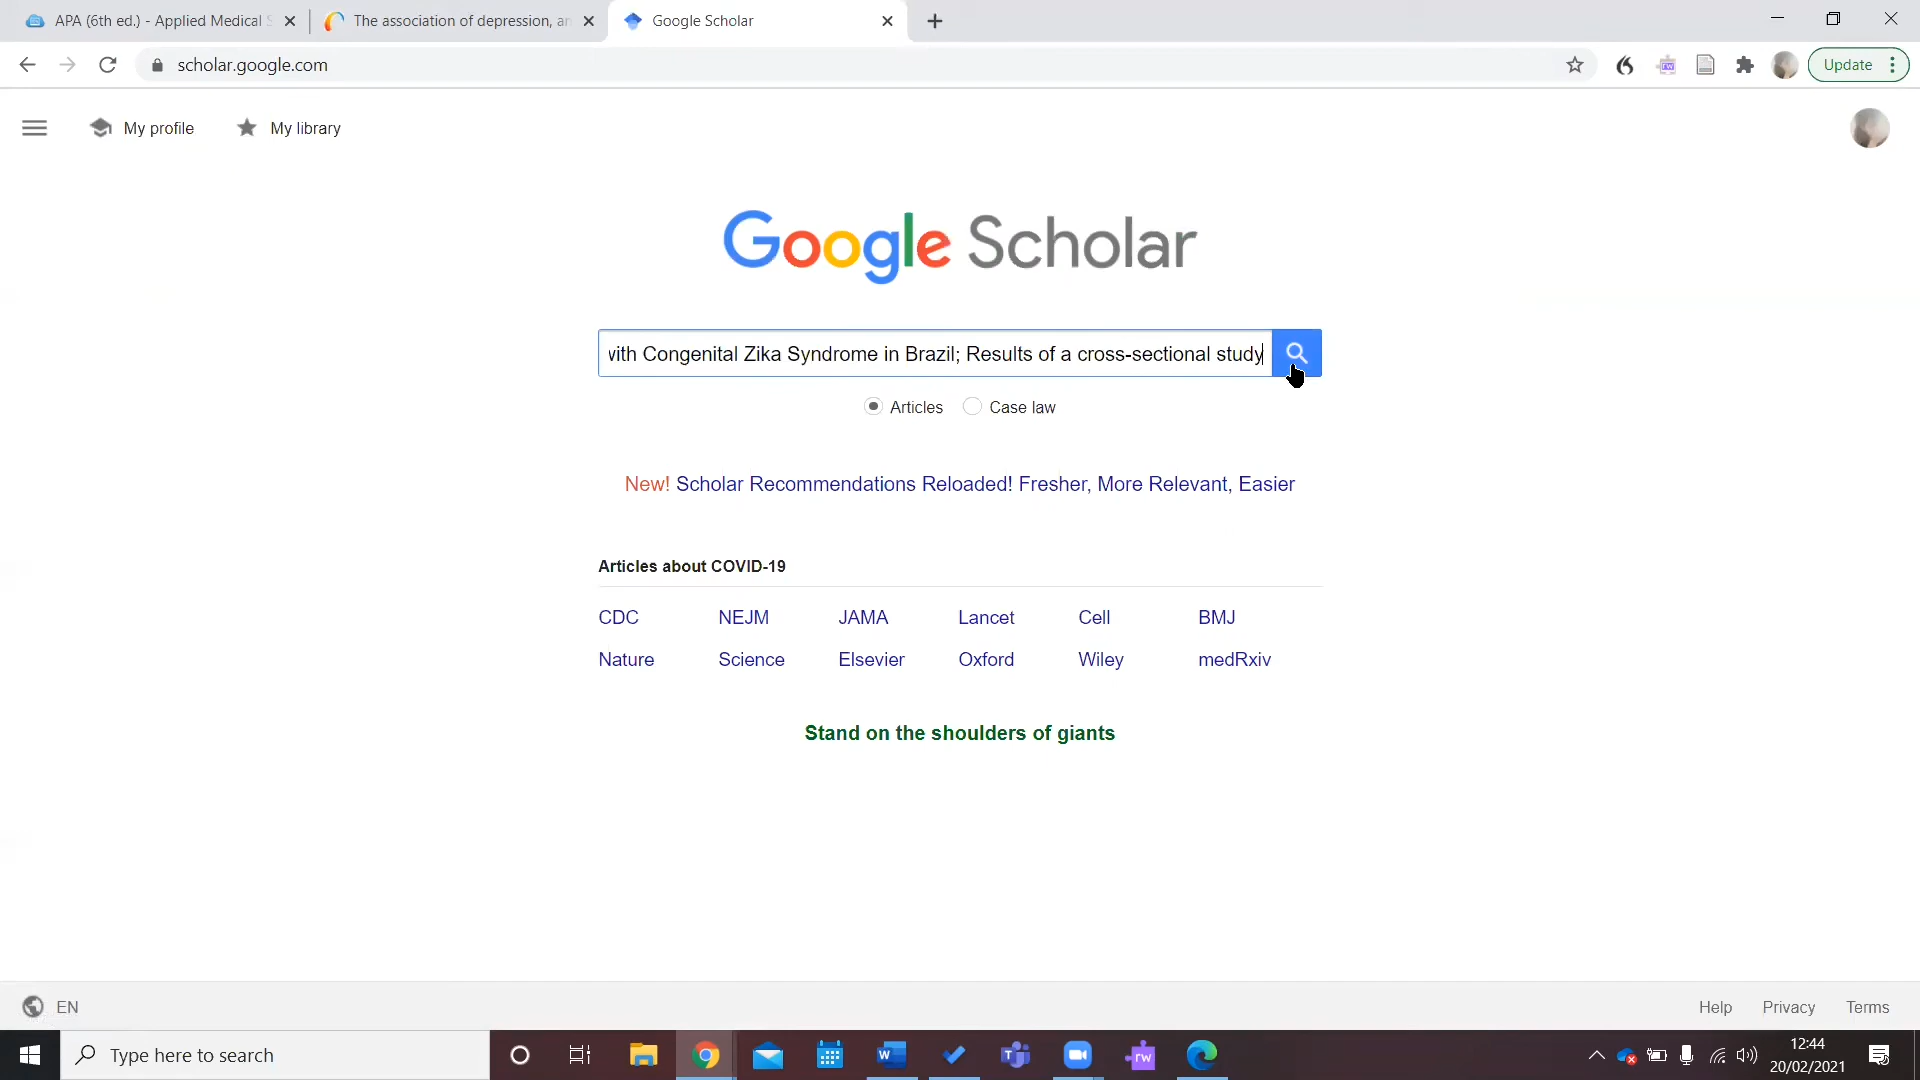 APA (6th ed.) - Applied Medical S
The association of depression, an
Google Scholar
scholar.google.com
Update
My profile
My library
Google Scholar
with Congenital Zika Syndrome in Brazil; Results of a cross-sectional study
Articles
Case law
New! Scholar Recommendations Reloaded! Fresher, More Relevant, Easier
Articles about COVID-19
CDC NEJM JAMA Lancet Cell BMJ
Nature Science Elsevier Oxford Wiley medRxiv
Stand on the shoulders of giants
EN
Help Privacy Terms
Type here to search
rw
12:44
20/02/2021